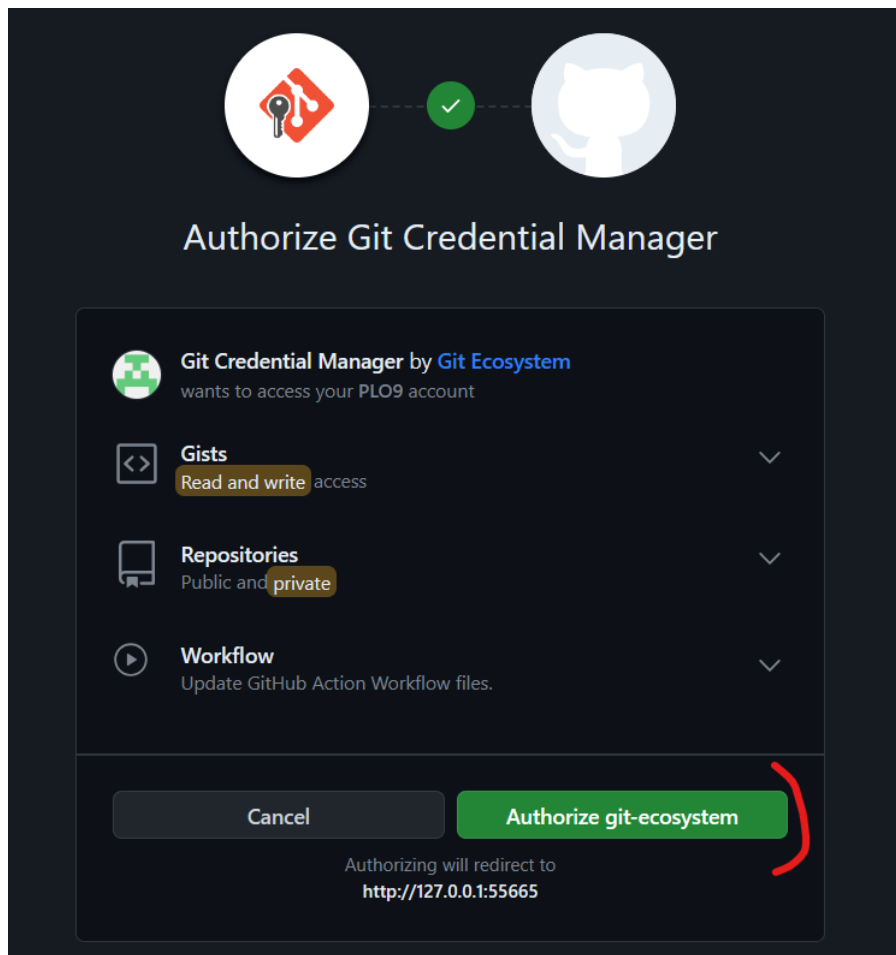 Authorize Git Credential Manager
Git Credential Manager by Git Ecosystem
wants to access your PLO9 account
Gists
Read and write access
Repositories
Public and private
Workflow
Update GitHub Action Workflow files.
Cancel
Authorize git-ecosystem
Authorizing will redirect to
http://127.0.0.1:55665